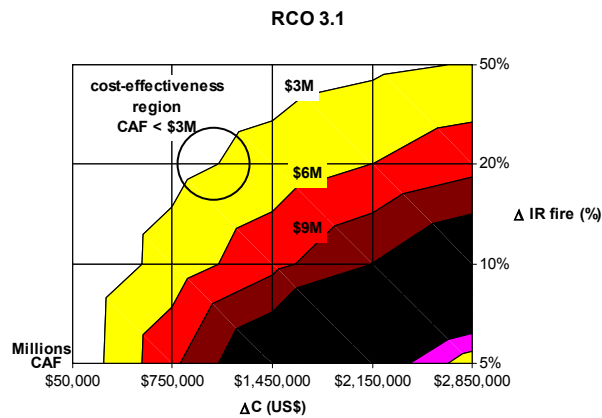 RCO 3.1
cost-effectiveness
region
CAF < $3M
$3M
$6M
$9M
50%
20%
10%
5%
Δ IR fire (%)
Millions
CAF
$50,000
$750,000
$1,450,000
$2,150,000
$2,850,000
ΔC (US$)